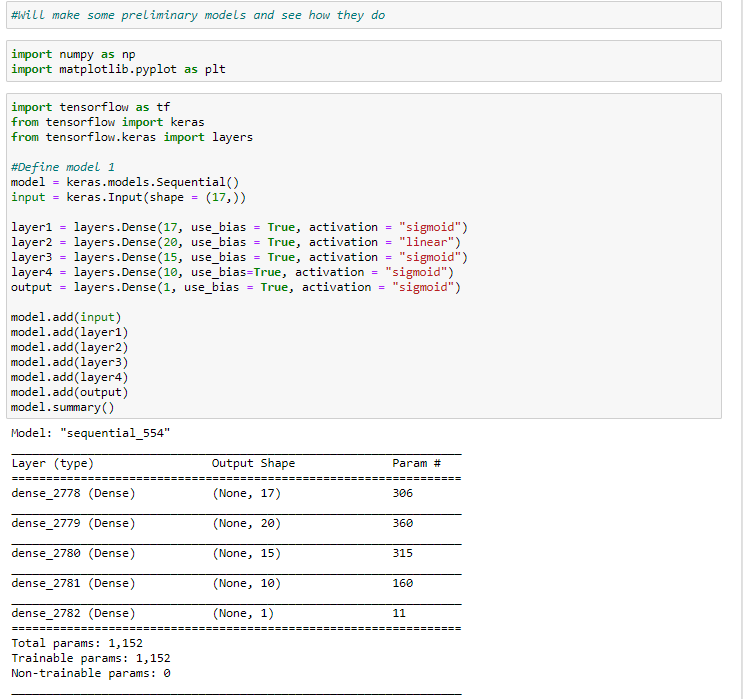 #Will make some preliminary models and see how they do
import numpy as np
import matplotlib.pyplot as plt
import tensorflow as tf
from tensorflow import keras
from tensorflow.keras import layers
#Define model 1
model = keras.models.Sequential()
input = keras.Input(shape = (17,))
layer1 = layers.Dense(17, use_bias = True, activation = "sigmoid")
layer2 = layers.Dense(20, use_bias = True, activation = "linear")
layer3 = layers.Dense(15, use_bias = True, activation = "sigmoid")
layer4 = layers.Dense(10, use_bias=True, activation = "sigmoid")
output = layers.Dense(1, use_bias = True, activation = "sigmoid")
model.add(input)
model.add(layer1)
model.add(layer2)
model.add(layer3)
model.add(layer4)
model.add(output)
model.summary()
Model: "sequential_554"
_________________________________________________________________
Layer (type) Output Shape Param #
=================================================================
dense_2778 (Dense) (None, 17) 306
_________________________________________________________________
dense_2779 (Dense) (None, 20) 360
_________________________________________________________________
dense_2780 (Dense) (None, 15) 315
_________________________________________________________________
dense_2781 (Dense) (None, 10) 160
_________________________________________________________________
dense_2782 (Dense) (None, 1) 11
=================================================================
Total params: 1,152
Trainable params: 1,152
Non-trainable params: 0
_________________________________________________________________